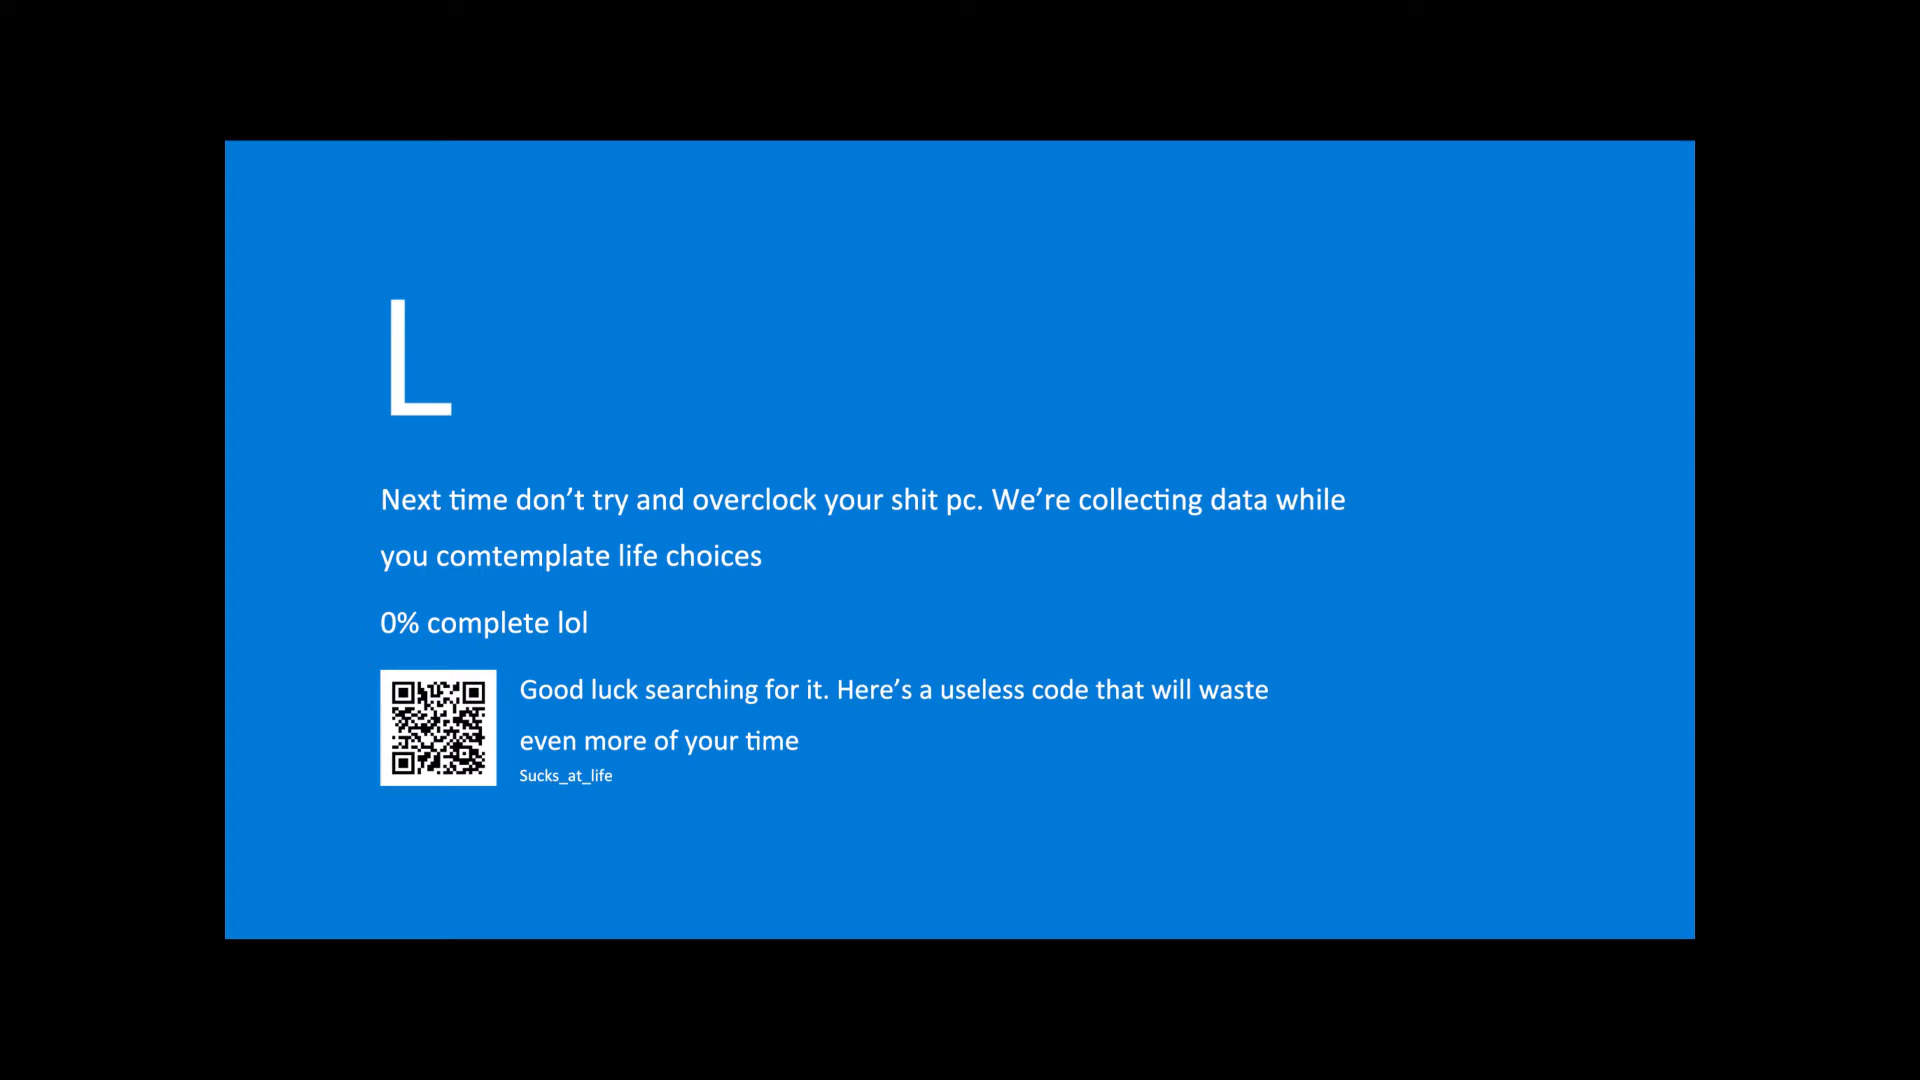 L
Next time don’t try and overclock your shit pc. We’re collecting data while
you comtemplate life choices
0% complete lol
Good luck searching for it. Here’s a useless code that will waste
even more of your time
Sucks_at_life